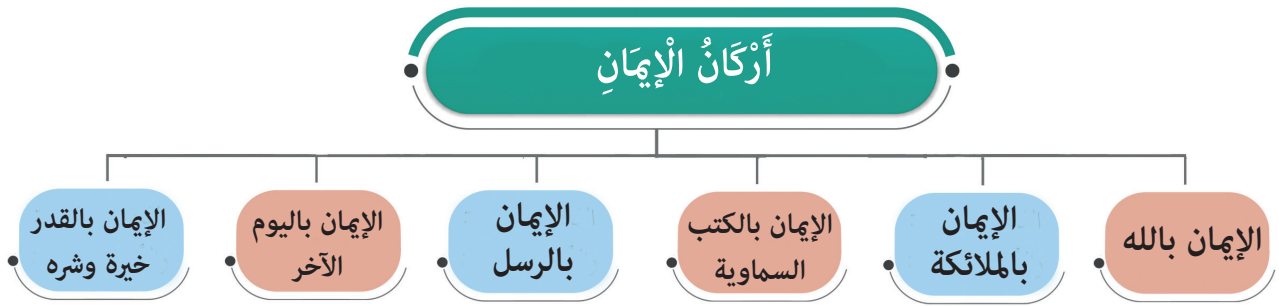 أَرْكَانُ الْإِيمَانِ
الإيمان بالله
الإيمان
بالملائكة
الإيمان بالكتب
السماوية
الإيمان
بالرسل
الإيمان باليوم
الآخر
الإيمان بالقدر
خيرة وشره